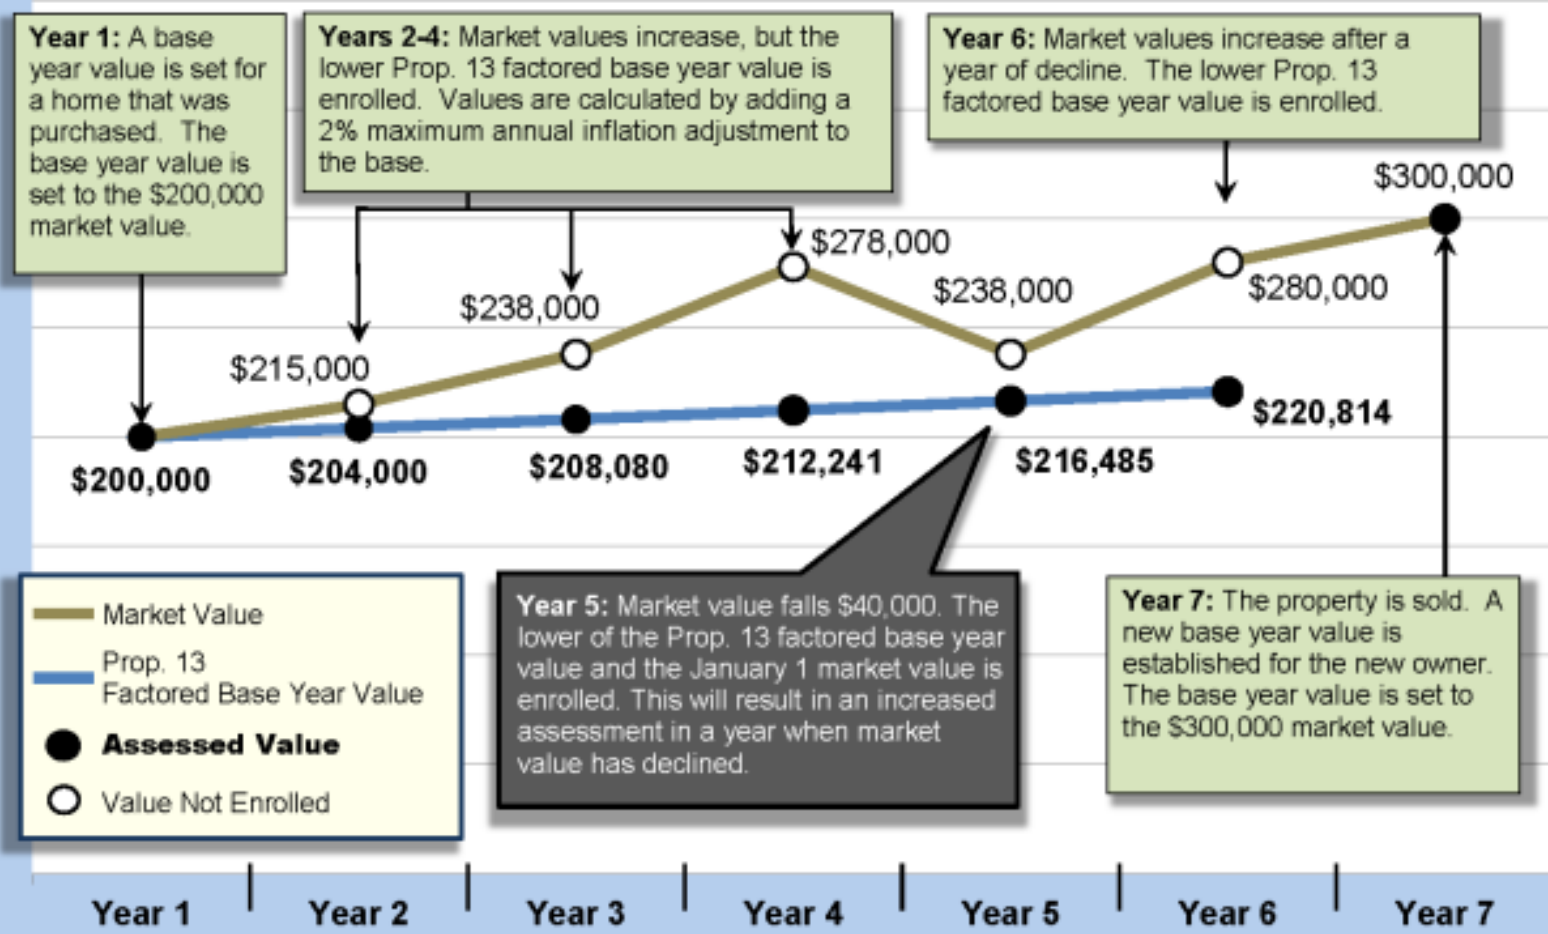 Year 1: A base
year value is set for
a home that was
purchased.  The
base year value is
set to the $200,000
market value.
Years 2-4: Market values increase, but the
lower Prop. 13 factored base year value is
enrolled.  Values are calculated by adding a
2% maximum annual inflation adjustment to
the base.
Year 6: Market values increase after a
year of decline.  The lower Prop. 13
factored base year value is enrolled.
$300,000
$278,000
$238,000
$280,000
$238,000
$215,000
$220,814
$200,000
$204,000
$208,080
$212,241
$216,485
Market Value
Prop. 13
Factored Base Year Value
Assessed Value
Value Not Enrolled
Year 5: Market value falls $40,000. The
lower of the Prop. 13 factored base year
value and the January 1 market value is
enrolled. This will result in an increased
assessment in a year when market
value has declined.
Year 7: The property is sold.  A
new base year value is
established for the new owner.
The base year value is set to
the $300,000 market value.
Year 1
Year 2
Year 3
Year 4
Year 5
Year 6
Year 7